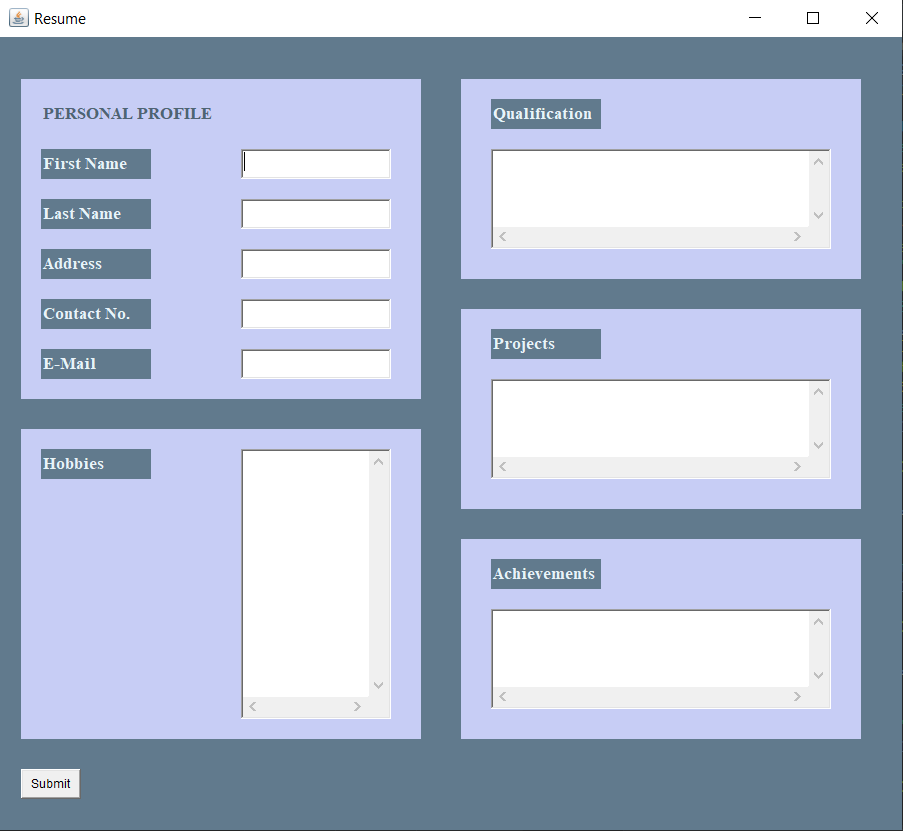 Resume
PERSONAL PROFILE
First Name
Last Name
Address
Contact No.
E-Mail
Hobbies
Qualification
Projects
Achievements
Submit